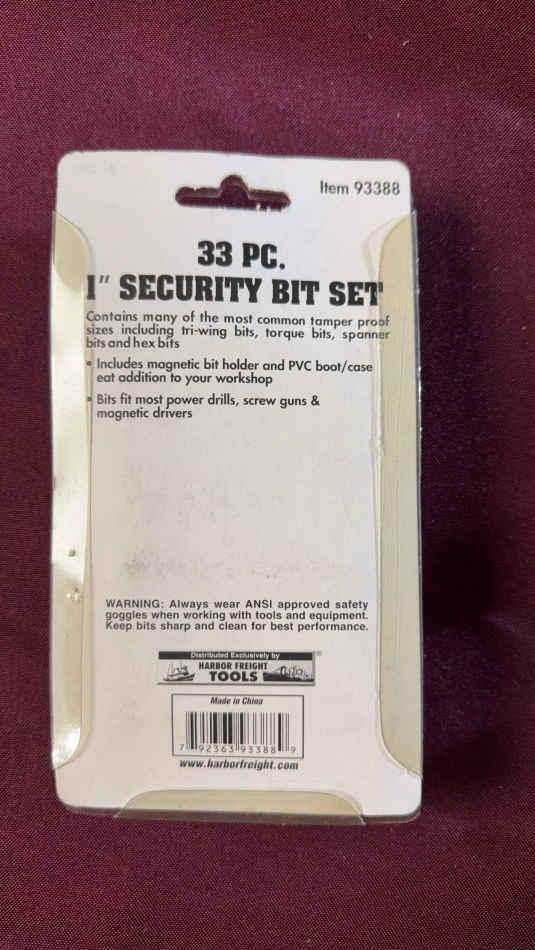 Item 93388
33 PC.
1" SECURITY BIT SET
Contains many of the most common tamper proof
sizes including tri-wing bits, torque bits, spanner
bits and hex bits
• Includes magnetic bit holder and PVC boot/case
eat addition to your workshop
• Bits fit most power drills, screw guns &
magnetic drivers
WARNING: Always wear ANSI approved safety
goggles when working with tools and equipment.
Keep bits sharp and clean for best performance.
Distributed Exclusively by
HARBOR FREIGHT
TOOLS
®
Made in China
7 92363 93388 9
www.harborfreight.com